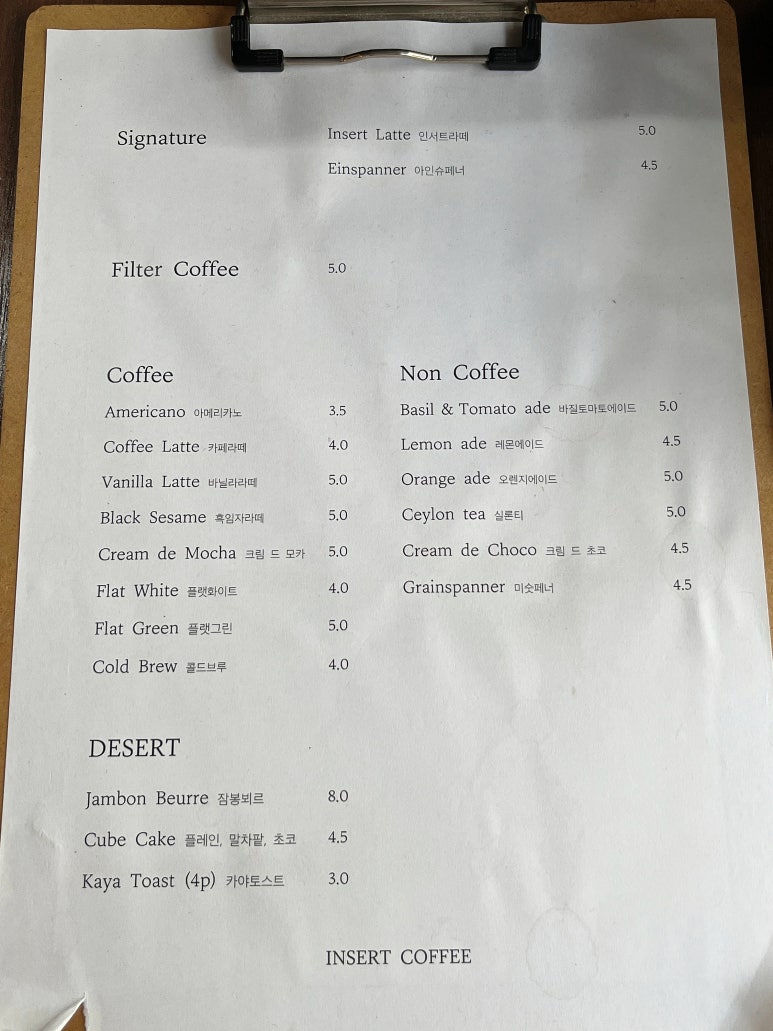 Signature
Insert Latte 인서트라떼 5.0
Einspanner 아인슈페너 4.5
Filter Coffee 5.0
Coffee
Americano 아메리카노 3.5
Coffee Latte 카페라떼 4.0
Vanilla Latte 바닐라라떼 5.0
Black Sesame 흑임자라떼 5.0
Cream de Mocha 크림 드 모카 5.0
Flat White 플랫화이트 4.0
Flat Green 플랫그린 5.0
Cold Brew 콜드브루 4.0
Non Coffee
Basil & Tomato ade 바질토마토에이드 5.0
Lemon ade 레몬에이드 4.5
Orange ade 오렌지에이드 5.0
Ceylon tea 실론티 5.0
Cream de Choco 크림 드 초코 4.5
Grainspanner 미숫페너 4.5
DESERT
Jambon Beurre 잠봉뵈르 8.0
Cube Cake 플레인, 말차팥, 초코 4.5
Kaya Toast (4p) 카야토스트 3.0
INSERT COFFEE